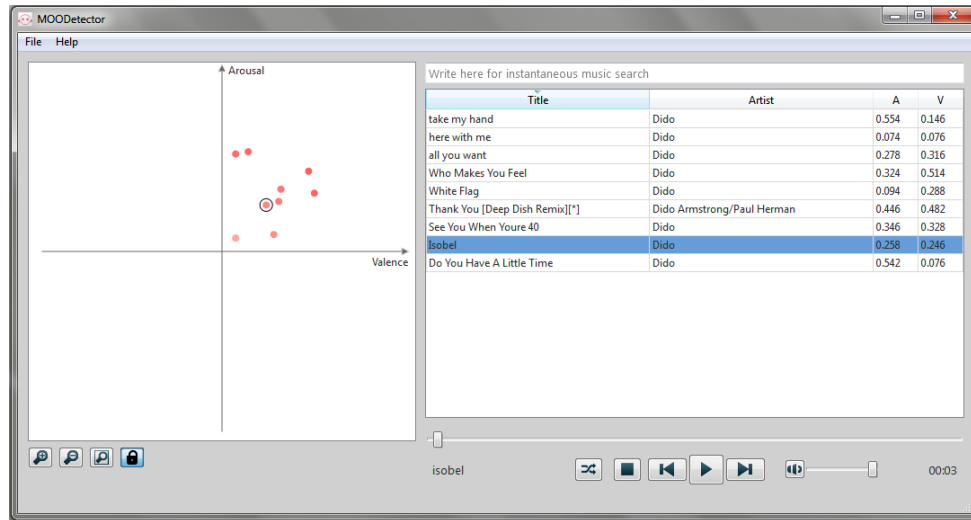 MOODetector
File Help
Arousal
Valence
Write here for instantaneous music search
Title Artist A V
take my hand Dido 0.554 0.146
here with me Dido 0.074 0.076
all you want Dido 0.278 0.316
Who Makes You Feel Dido 0.324 0.514
White Flag Dido 0.094 0.288
Thank You [Deep Dish Remix][*] Dido Armstrong/Paul Herman 0.446 0.482
See You When Youre 40 Dido 0.346 0.328
Isobel Dido 0.258 0.246
Do You Have A Little Time Dido 0.542 0.076
isobel 00:03